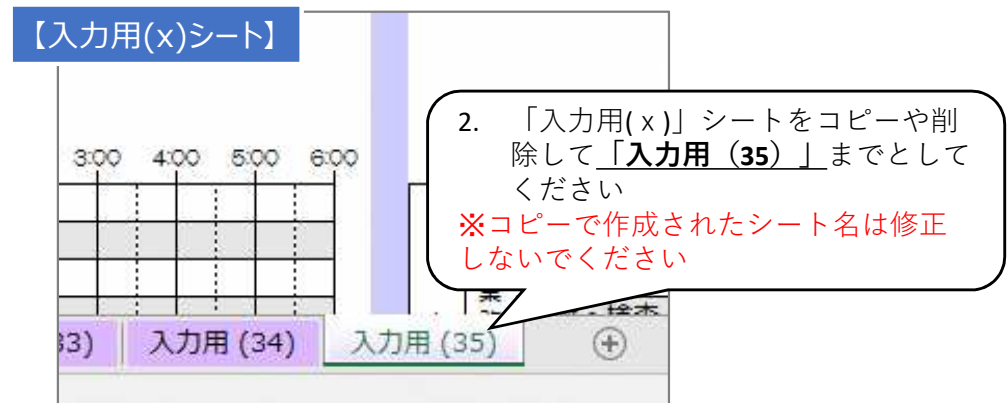 【入力用(x)シート】
2. 「入力用(ｘ)」シートをコピーや削
除して「入力用（35）」までとして
ください
※コピーで作成されたシート名は修正
しないでください
3:00 4:00 5:00 6:00
33) 入力用 (34) 入力用 (35)